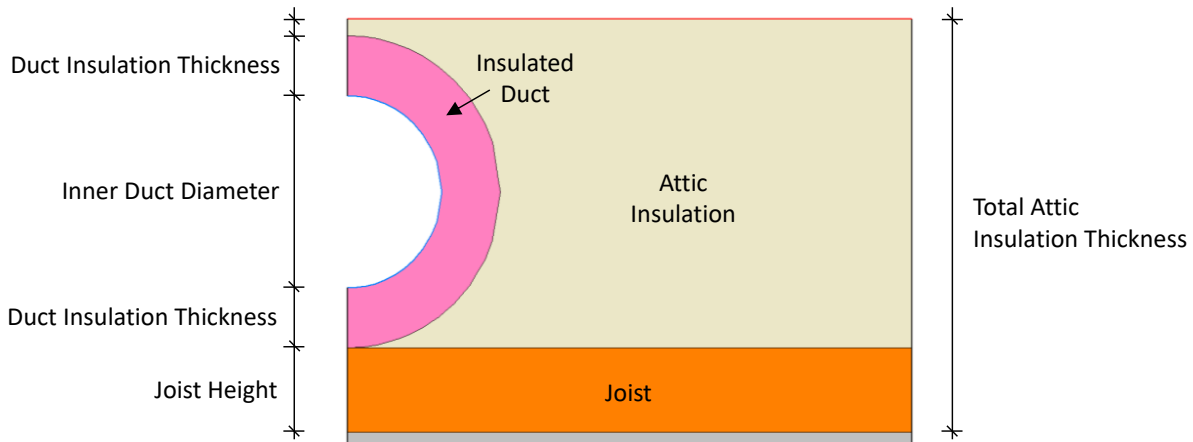 Duct Insulation Thickness
Insulated
Duct
Inner Duct Diameter
Attic
Insulation
Total Attic
Insulation Thickness
Duct Insulation Thickness
Joist Height
Joist